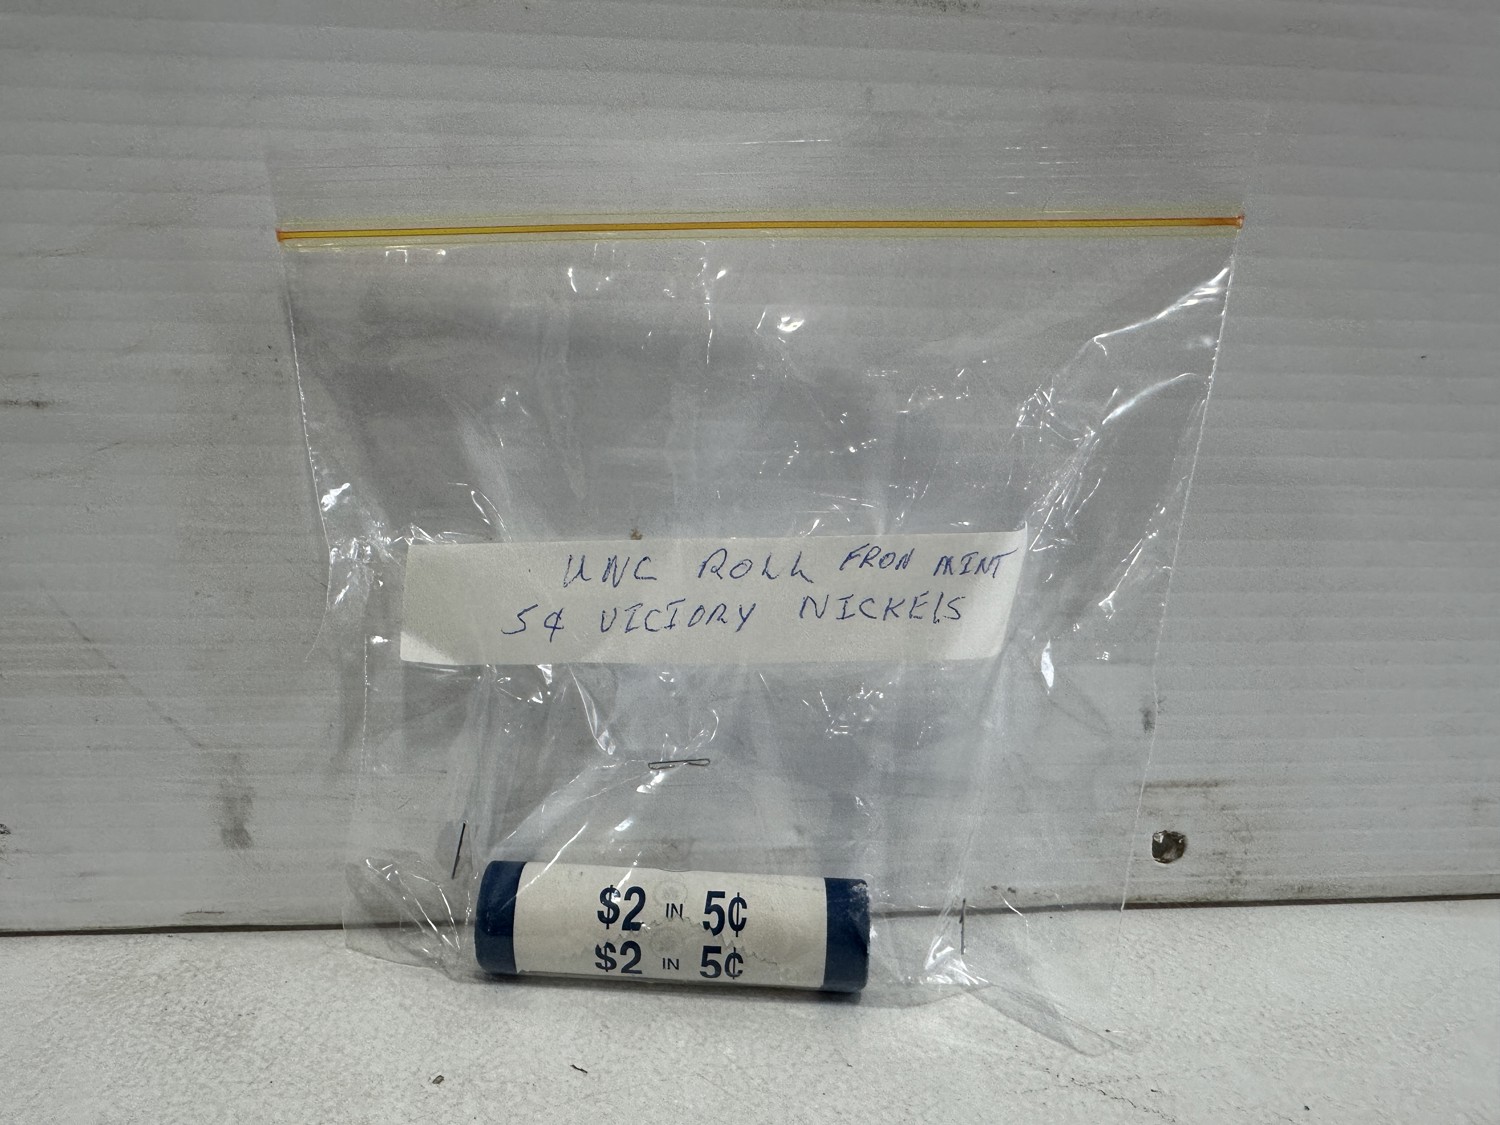 UNC ROLL FROM MINT
5¢ VICTORY NICKELS
$2 IN 5¢
$2 IN 5¢